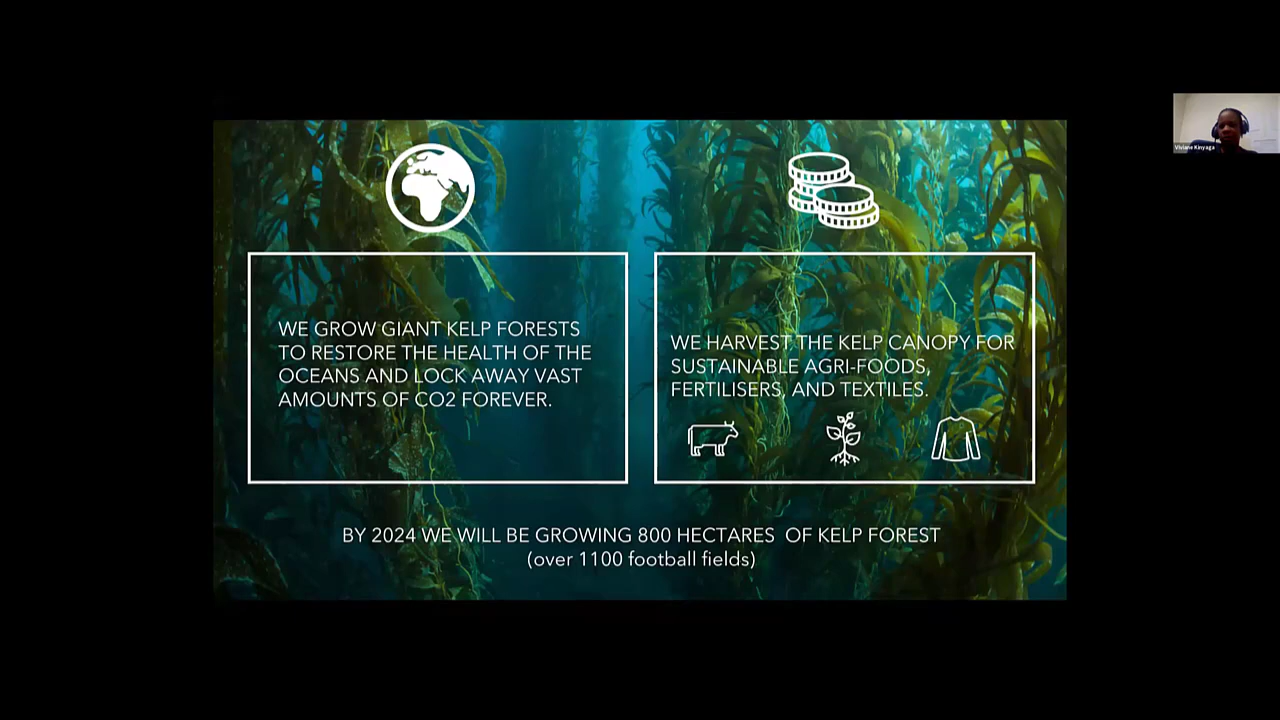 Viviane Kinyaga
WE GROW GIANT KELP FORESTS
TO RESTORE THE HEALTH OF THE
OCEANS AND LOCK AWAY VAST
AMOUNTS OF CO2 FOREVER.
WE HARVEST THE KELP CANOPY FOR
SUSTAINABLE AGRI-FOODS,
FERTILISERS, AND TEXTILES.
BY 2024 WE WILL BE GROWING 800 HECTARES OF KELP FOREST
(over 1100 football fields)